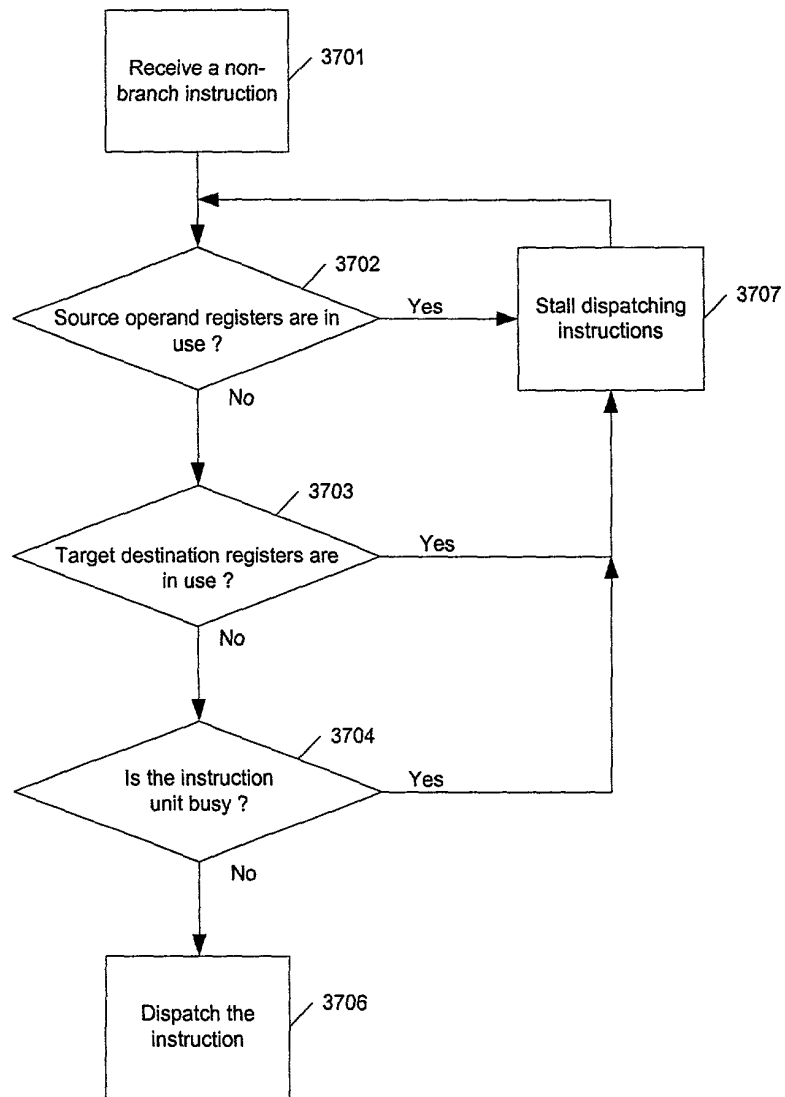 Receive a non-
branch instruction
3701
3702
Source operand registers are in
use ?
Yes
No
Stall dispatching
instructions
3707
3703
Target destination registers are
in use ?
Yes
No
3704
Is the instruction
unit busy ?
Yes
No
Dispatch the
instruction
3706